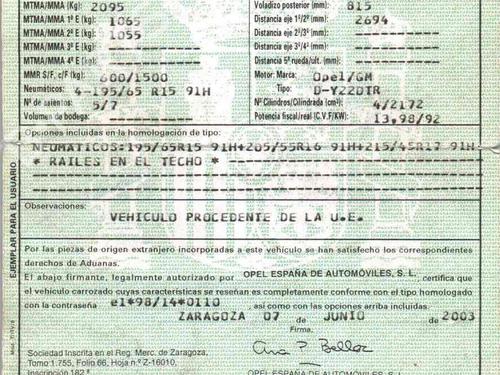 MTMA/MMA (Kg): 2095 Voladizo posterior (mm): 815
MTMA/MMA 1º E (kg): 1065 Distancia eje 1º/2º (mm): 2694
MTMA/MMA 2º E (kg): 1055 Distancia eje 2º/3º (mm):
MTMA/MMA 3º E (kg): Distancia eje 3º/4º (mm):
MTMA/MMA 4º E (kg): Distancia 5ª rueda/ult. (mm):
MMR S/F, c/F (kg): 600/1500 Motor: Marca: Opel/GM
Neumáticos: 4-195/65 R15 91H Tipo: D-Y22DTR
Nº de asientos: 5/7 Nº Cilindros/Cilindrada (cm³): 4/2172
Volumen de bodega: Potencia fiscal/real (C.V.F/KW): 13,98/92
Opciones incluidas en la homologación de tipo:
NEUMATICOS:195/65R15 91H+205/55R16 91H+215/45R17 91H
* RAILES EN EL TECHO *
Observaciones:
VEHICULO PROCEDENTE DE LA U.E.
Por las piezas de origen extranjero incorporadas a este vehículo se han satisfecho los correspondientes
derechos de Aduanas.
El abajo firmante, legalmente autorizado por OPEL ESPAÑA DE AUTOMÓVILES, S. L. certifica que
el vehículo carrozado cuyas características se reseñan es completamente conforme con el tipo homologado
con la contraseña e1*98/14*0110 así como con las opciones arriba incluidas.
ZARAGOZA 07 de JUNIO de 2003
Firma.
Sociedad Inscrita en el Reg. Merc. de Zaragoza,
Tomo 1.755, Folio 66, Hoja n.º Z-16010,
Inscripción 182ª
OPEL ESPAÑA DE AUTOMÓVILES, S. L.
EJEMPLAR PARA EL USUARIO